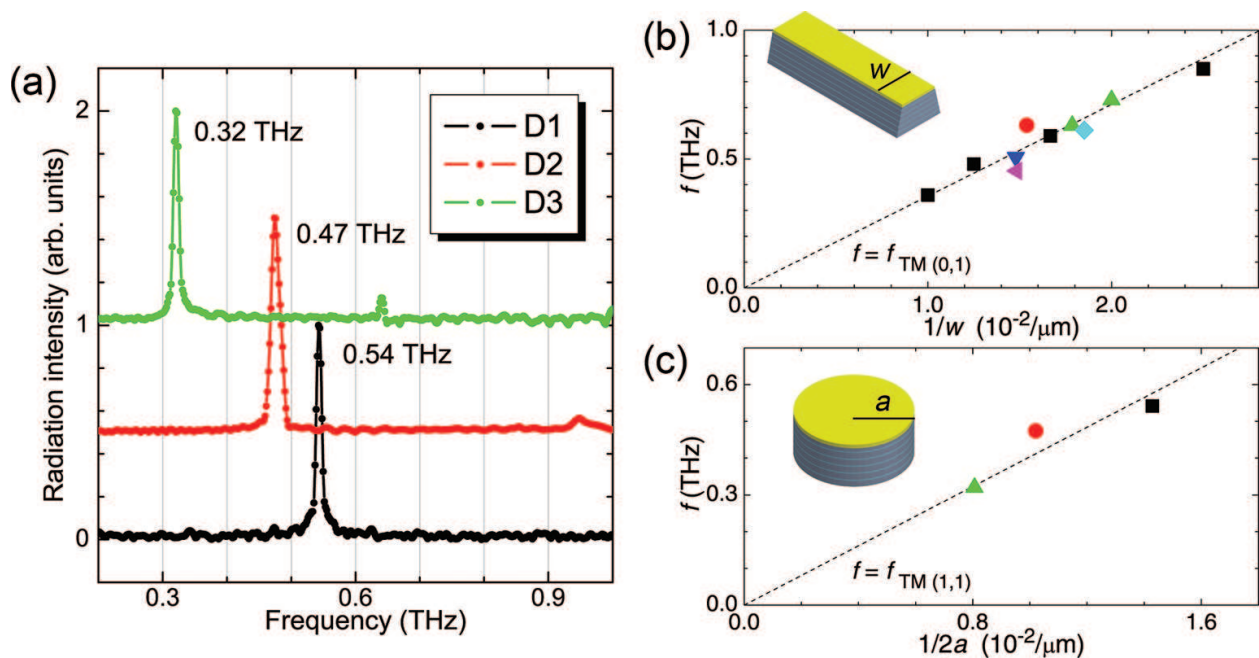 (a)
Radiation intensity (arb. units)
2
1
0
0.32 THz
0.47 THz
0.54 THz
D1
D2
D3
0.3
0.6
0.9
Frequency (THz)
(b)
f (THz)
1.0
0.5
0.0
w
f = f TM (0,1)
0.0
1.0
2.0
1/w (10⁻²/μm)
(c)
f (THz)
0.6
0.3
0.0
a
f = f TM (1,1)
0.0
0.8
1.6
1/2a (10⁻²/μm)